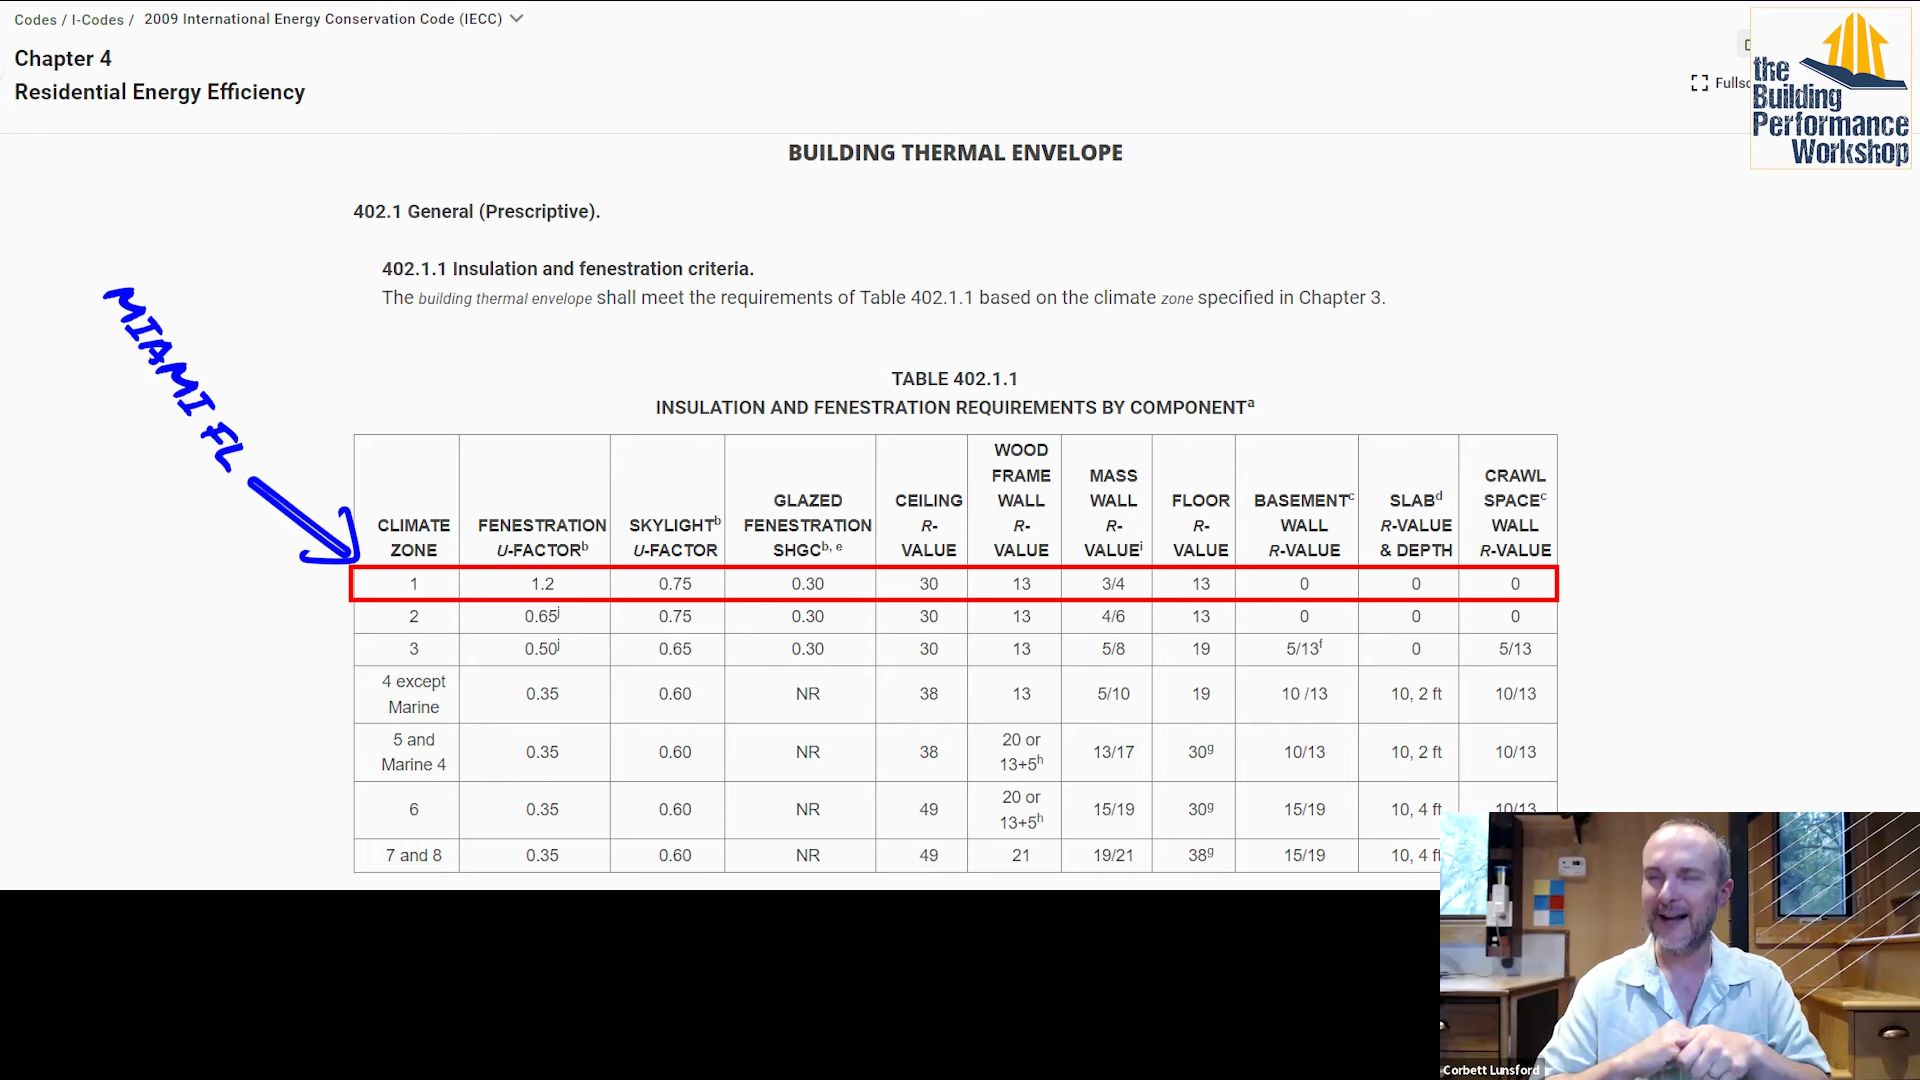 Codes / I-Codes / 2009 International Energy Conservation Code (IECC)
Chapter 4
Residential Energy Efficiency
the
Building
Performance
Workshop
BUILDING THERMAL ENVELOPE
402.1 General (Prescriptive).
402.1.1 Insulation and fenestration criteria.
The building thermal envelope shall meet the requirements of Table 402.1.1 based on the climate zone specified in Chapter 3.
MIAMI FL
TABLE 402.1.1
INSULATION AND FENESTRATION REQUIREMENTS BY COMPONENTa
CLIMATE ZONE FENESTRATION U-FACTORb SKYLIGHTb U-FACTOR GLAZED FENESTRATION SHGCb, e CEILING R-VALUE WOOD FRAME WALL R-VALUE MASS WALL R-VALUEi FLOOR R-VALUE BASEMENTc WALL R-VALUE SLABd R-VALUE & DEPTH CRAWL SPACEc WALL R-VALUE
1 1.2 0.75 0.30 30 13 3/4 13 0 0 0
2 0.65j 0.75 0.30 30 13 4/6 13 0 0 0
3 0.50j 0.65 0.30 30 13 5/8 19 5/13f 0 5/13
4 except Marine 0.35 0.60 NR 38 13 5/10 19 10 /13 10, 2 ft 10/13
5 and Marine 4 0.35 0.60 NR 38 20 or 13+5h 13/17 30g 10/13 10, 2 ft 10/13
6 0.35 0.60 NR 49 20 or 13+5h 15/19 30g 15/19 10, 4 ft 10/13
7 and 8 0.35 0.60 NR 49 21 19/21 38g 15/19 10, 4 ft
Corbett Lunsford